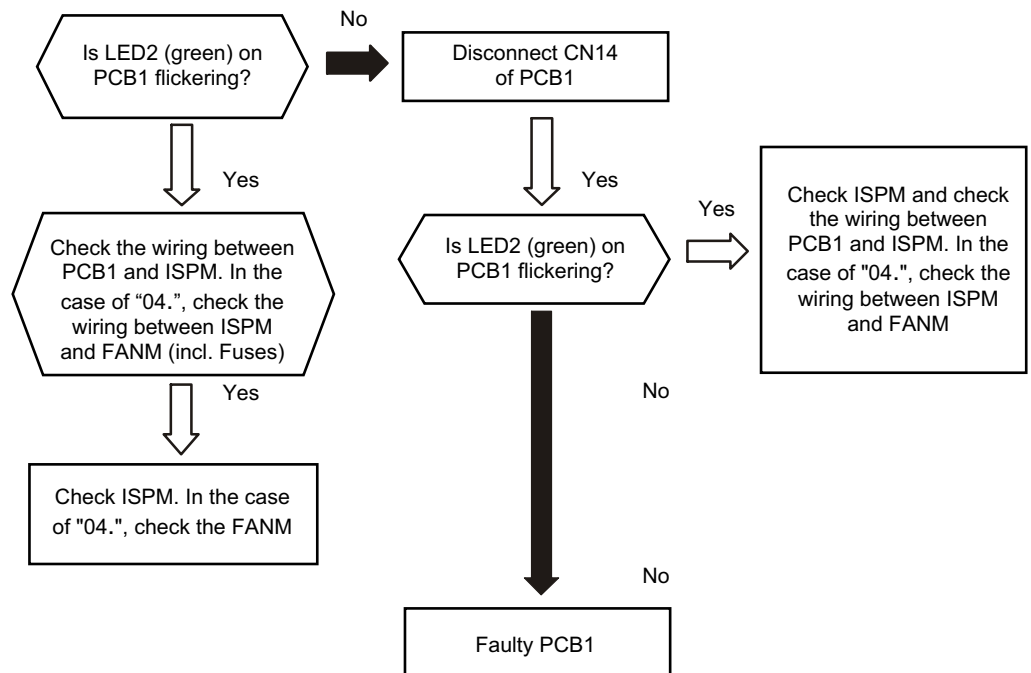 No
Is LED2 (green) on
PCB1 flickering?
Disconnect CN14
of PCB1
Yes
Yes
Check the wiring between
PCB1 and ISPM. In the
case of “04.”, check the
wiring between ISPM
and FANM (incl. Fuses)
Is LED2 (green) on
PCB1 flickering?
Yes
Check ISPM and check
the wiring between
PCB1 and ISPM. In the
case of "04.", check the
wiring between ISPM
and FANM
Yes
No
Check ISPM. In the case
of "04.", check the FANM
No
Faulty PCB1